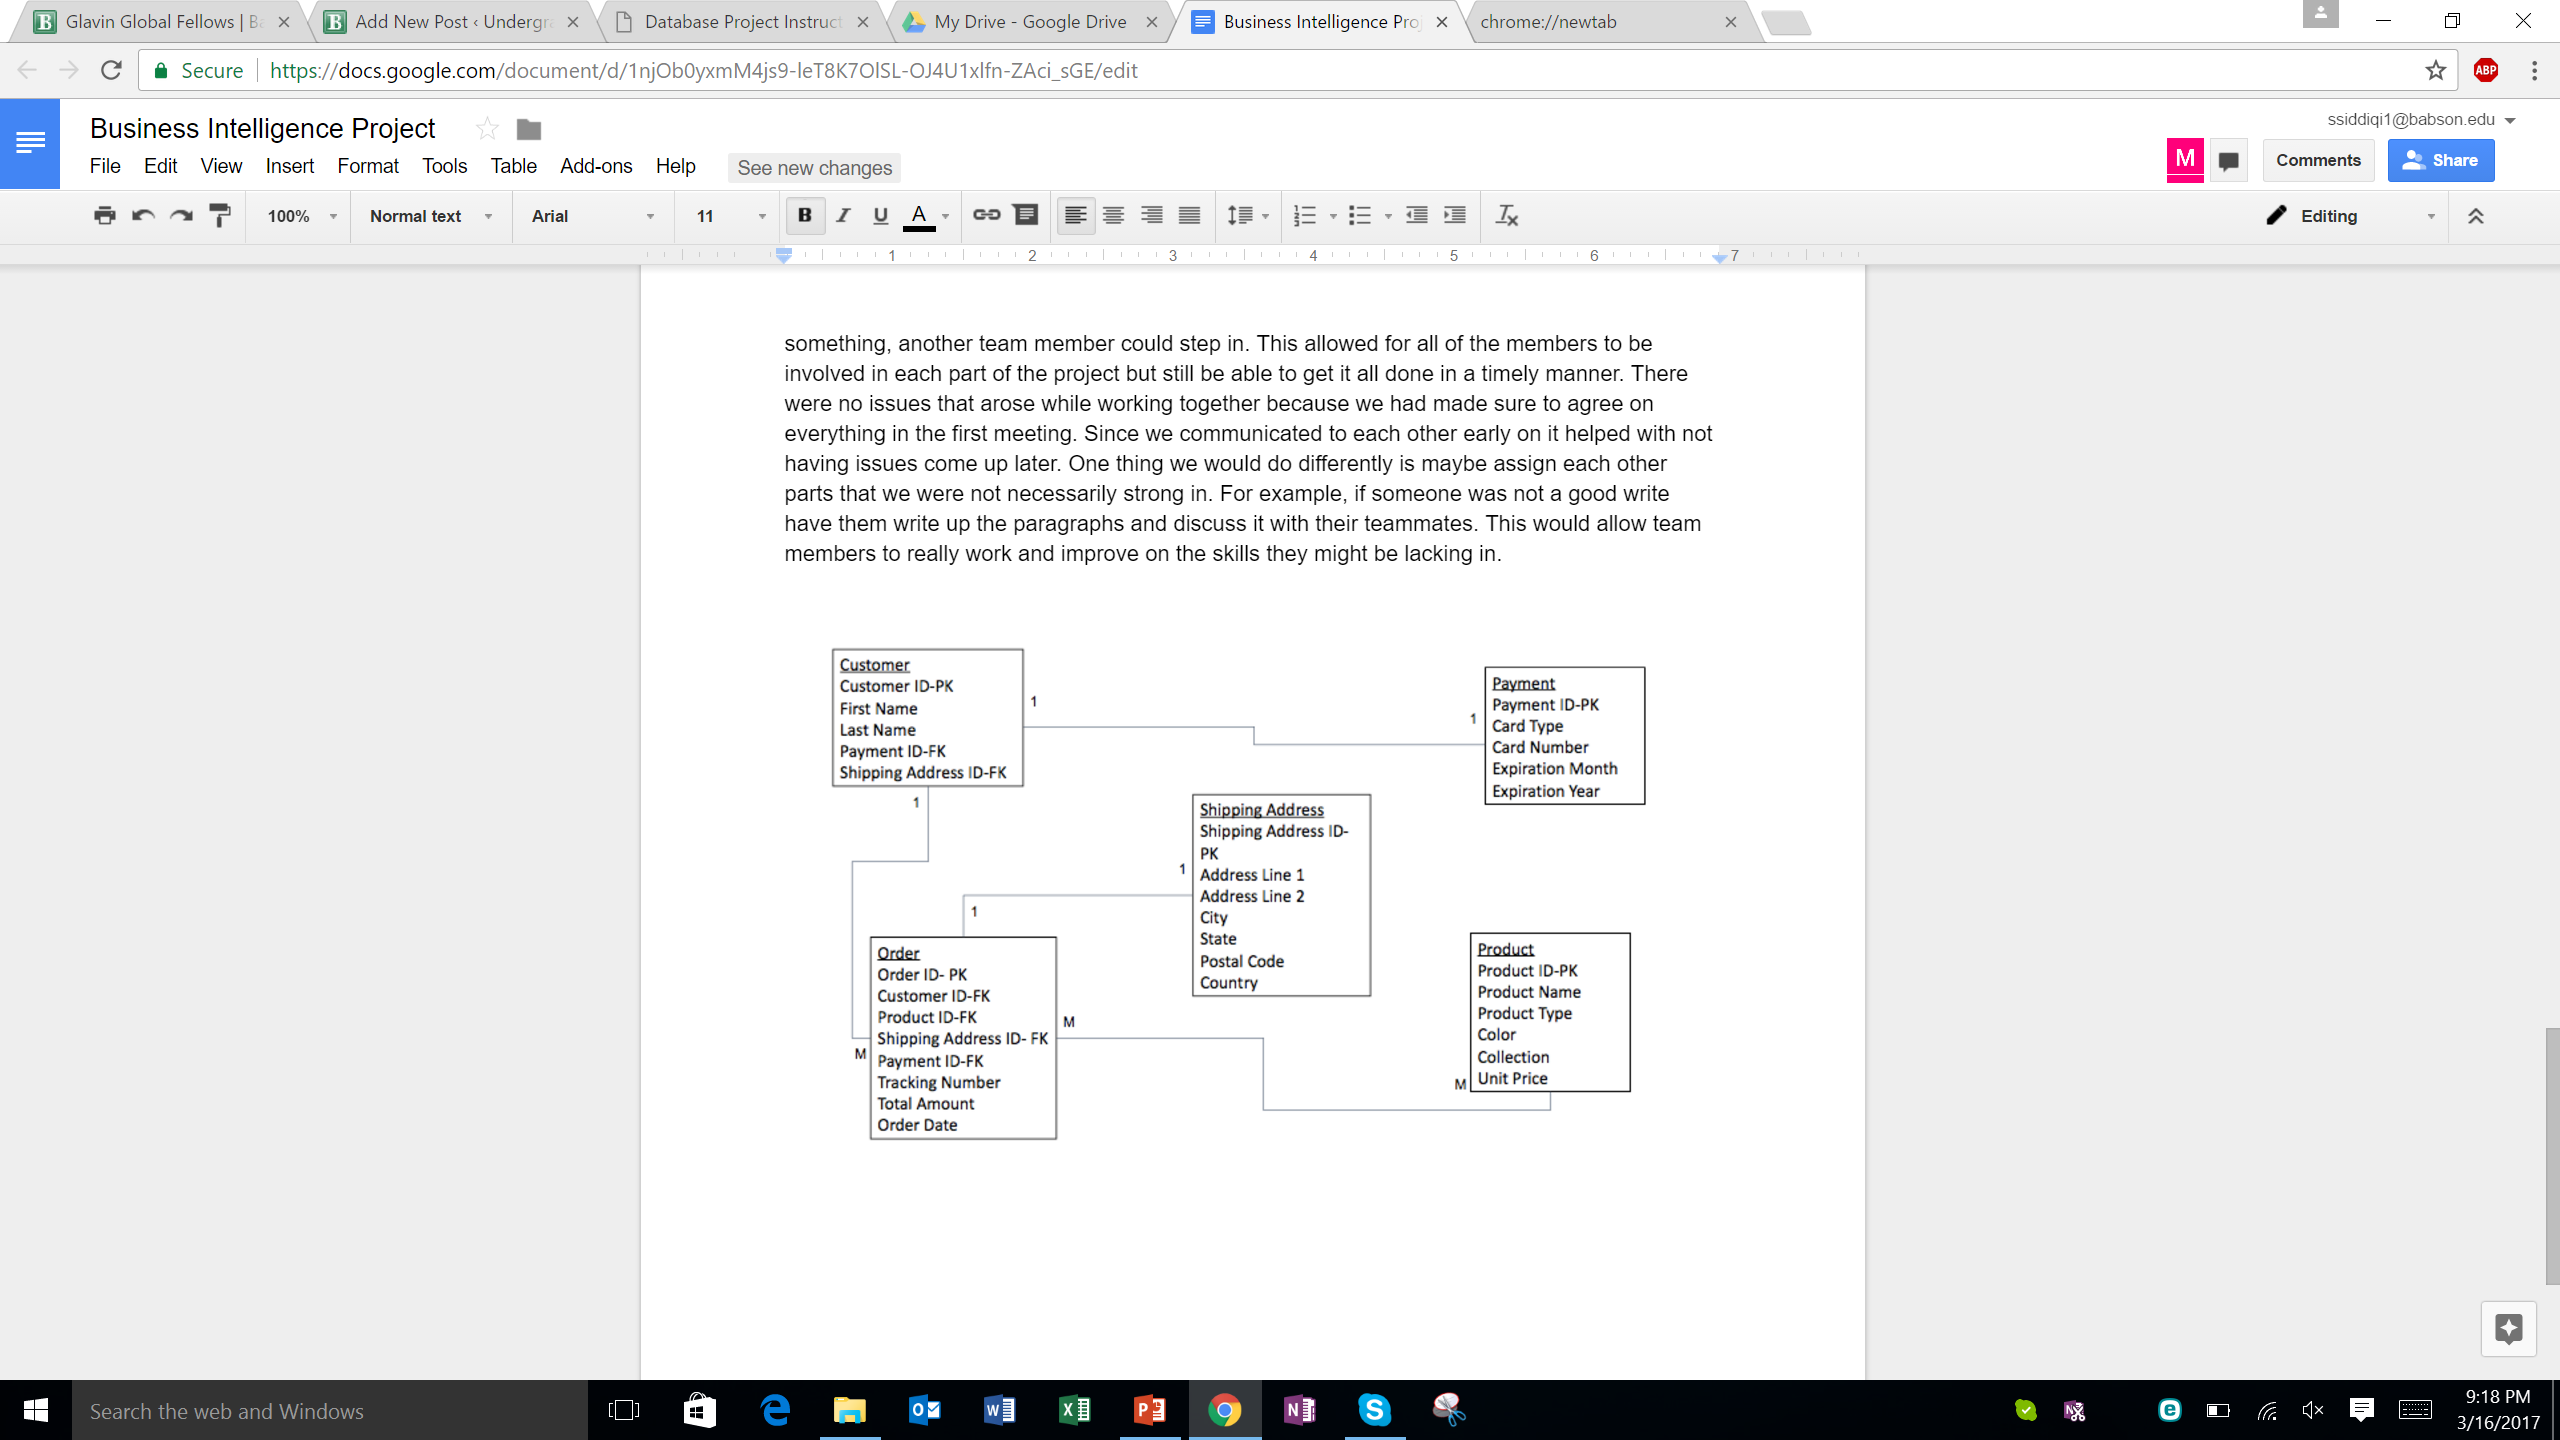 Glavin Global Fellows | B
Add New Post ‹ Undergr
Database Project Instruct
My Drive - Google Drive
Business Intelligence Pro
chrome://newtab
Secure
https://docs.google.com/document/d/1njOb0yxmM4js9-leT8K7OlSL-OJ4U1xlfn-ZAci_sGE/edit
ABP
Business Intelligence Project
ssiddiqi1@babson.edu
File Edit View Insert Format Tools Table Add-ons Help See new changes
M
Comments
Share
100% Normal text Arial 11 B I U A
Editing
1 2 3 4 5 6 7
something, another team member could step in. This allowed for all of the members to be
involved in each part of the project but still be able to get it all done in a timely manner. There
were no issues that arose while working together because we had made sure to agree on
everything in the first meeting. Since we communicated to each other early on it helped with not
having issues come up later. One thing we would do differently is maybe assign each other
parts that we were not necessarily strong in. For example, if someone was not a good write
have them write up the paragraphs and discuss it with their teammates. This would allow team
members to really work and improve on the skills they might be lacking in.
Customer
Customer ID-PK
First Name
Last Name
Payment ID-FK
Shipping Address ID-FK
1
1
Payment
Payment ID-PK
Card Type
Card Number
Expiration Month
Expiration Year
1
Shipping Address
Shipping Address ID-
PK
Address Line 1
Address Line 2
City
State
Postal Code
Country
1
1
Order
Order ID- PK
Customer ID-FK
Product ID-FK
Shipping Address ID- FK
Payment ID-FK
Tracking Number
Total Amount
Order Date
M
M
Product
Product ID-PK
Product Name
Product Type
Color
Collection
Unit Price
M
Search the web and Windows
9:18 PM
3/16/2017